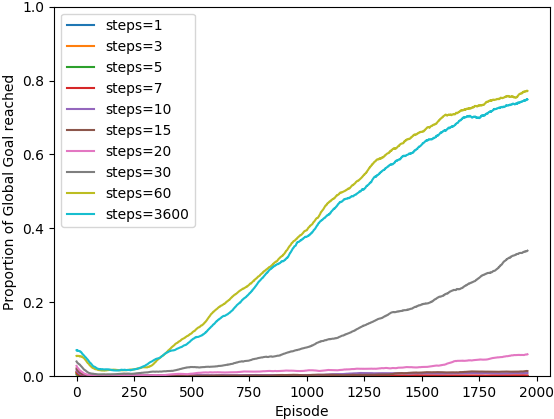 Proportion of Global Goal reached
1.0
0.8
0.6
0.4
0.2
0.0
steps=1
steps=3
steps=5
steps=7
steps=10
steps=15
steps=20
steps=30
steps=60
steps=3600
0 250 500 750 1000 1250 1500 1750 2000
Episode